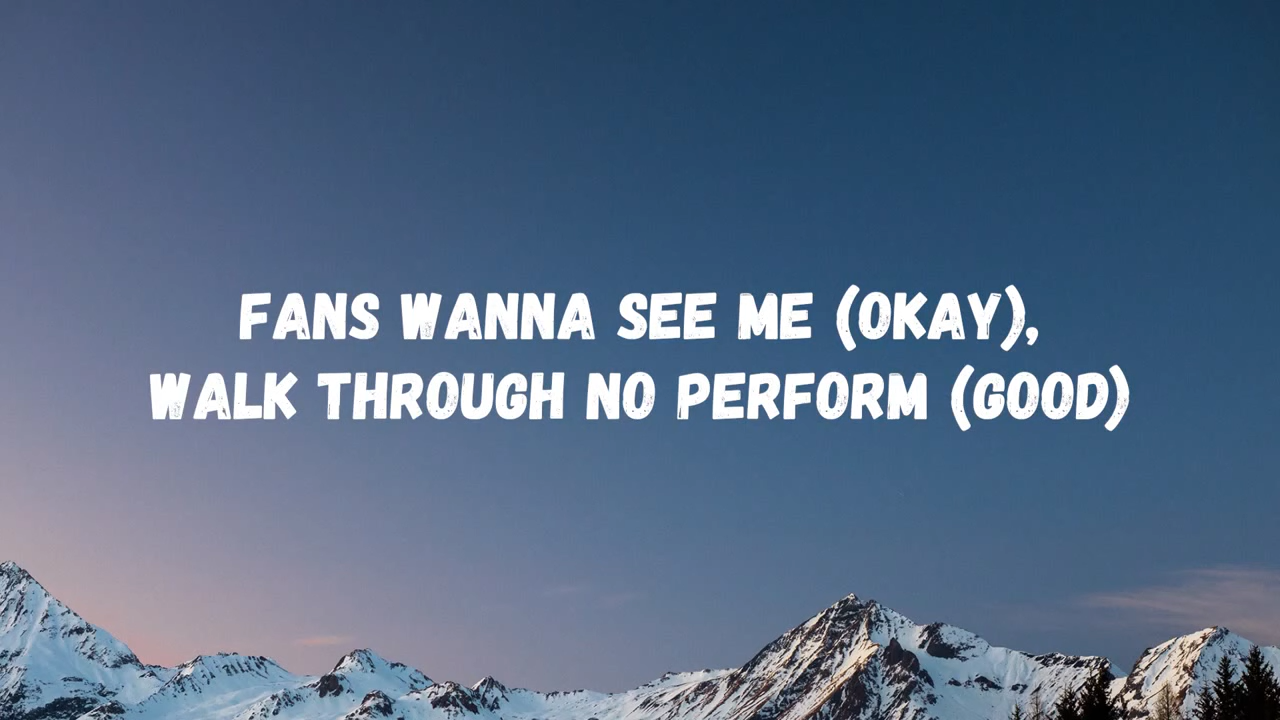 FANS WANNA SEE ME (OKAY),
WALK THROUGH NO PERFORM (GOOD)